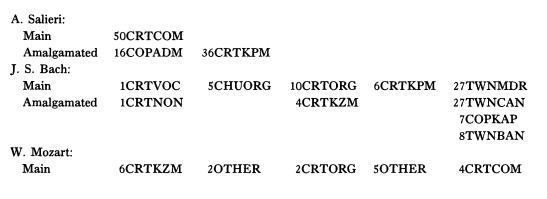 A. Salieri:
Main 50CRTCOM
Amalgamated 16COPADM 36CRTKPM
J. S. Bach:
Main 1CRTVOC 5CHUORG 10CRTORG 6CRTKPM 27TWNMDR
Amalgamated 1CRTNON 4CRTKZM 27TWNCAN
7COPKAP
8TWNBAN
W. Mozart:
Main 6CRTKZM 2OTHER 2CRTORG 5OTHER 4CRTCOM